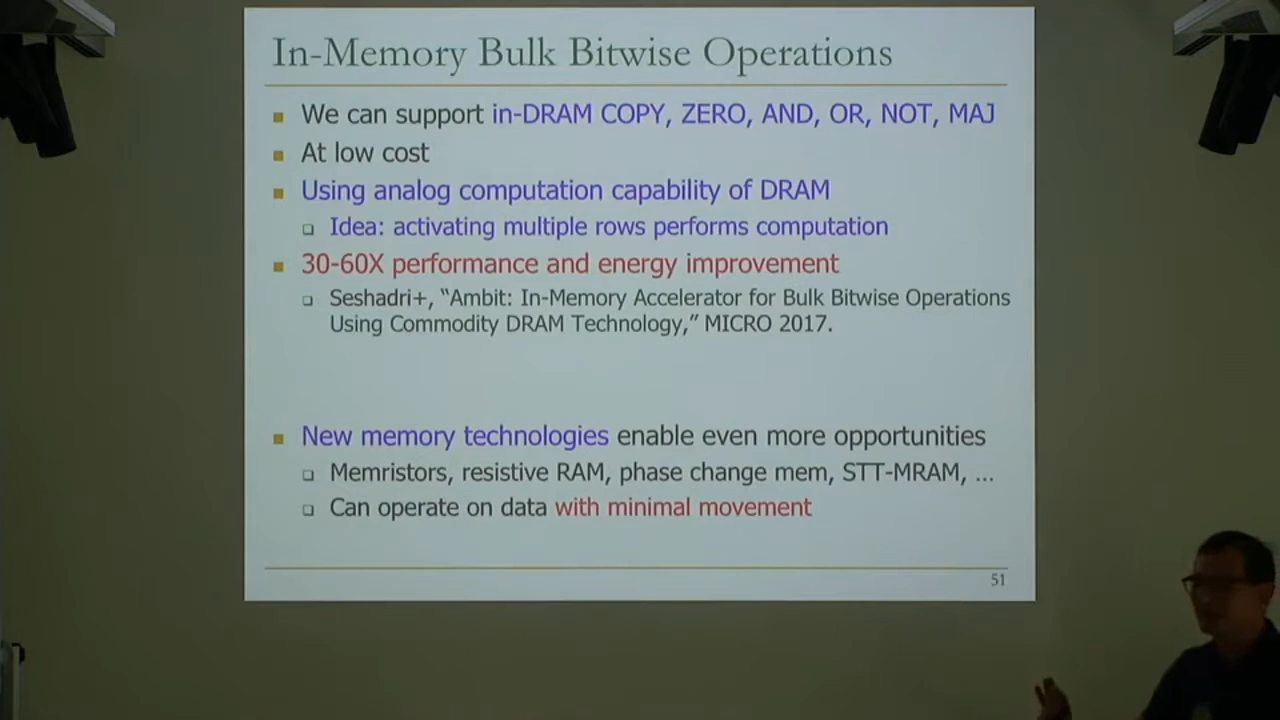 In-Memory Bulk Bitwise Operations
We can support in-DRAM COPY, ZERO, AND, OR, NOT, MAJ
At low cost
Using analog computation capability of DRAM
Idea: activating multiple rows performs computation
30-60X performance and energy improvement
Seshadri+, “Ambit: In-Memory Accelerator for Bulk Bitwise Operations
Using Commodity DRAM Technology,” MICRO 2017.
New memory technologies enable even more opportunities
Memristors, resistive RAM, phase change mem, STT-MRAM, ...
Can operate on data with minimal movement
51